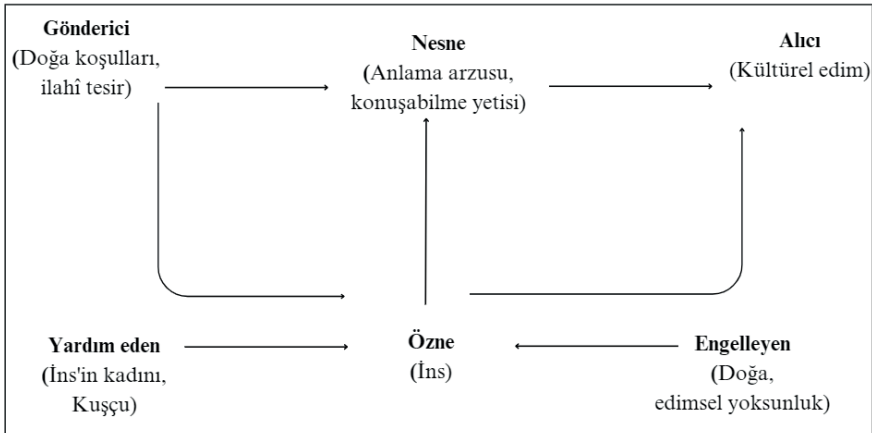 Gönderici
(Doğa koşulları,
ilahî tesir)
Nesne
(Anlama arzusu,
konuşabilme yetisi)
Alıcı
(Kültürel edim)
Yardım eden
(İns'in kadını,
Kuşçu)
Özne
(İns)
Engelleyen
(Doğa,
edimsel yoksunluk)